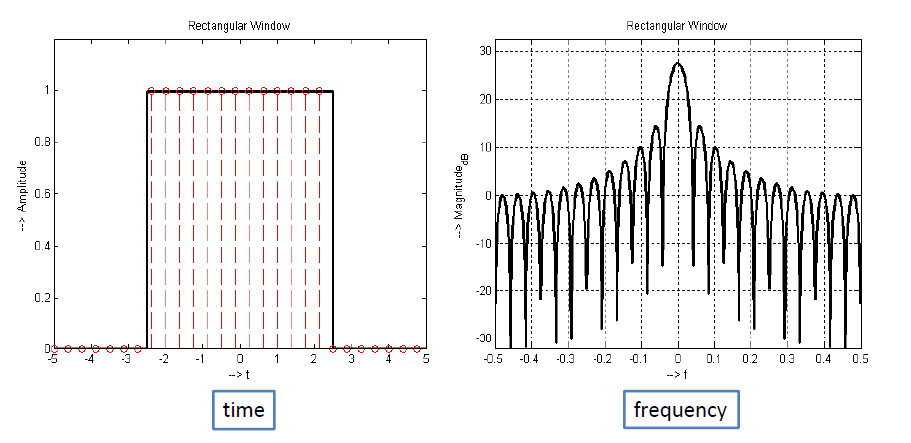 Rectangular Window
--> Amplitude
1
0.8
0.6
0.4
0.2
0
-5 -4 -3 -2 -1 0 1 2 3 4 5
--> t
time
Rectangular Window
--> Magnitude dB
30
20
10
0
-10
-20
-30
-0.5 -0.4 -0.3 -0.2 -0.1 0 0.1 0.2 0.3 0.4 0.5
--> f
frequency